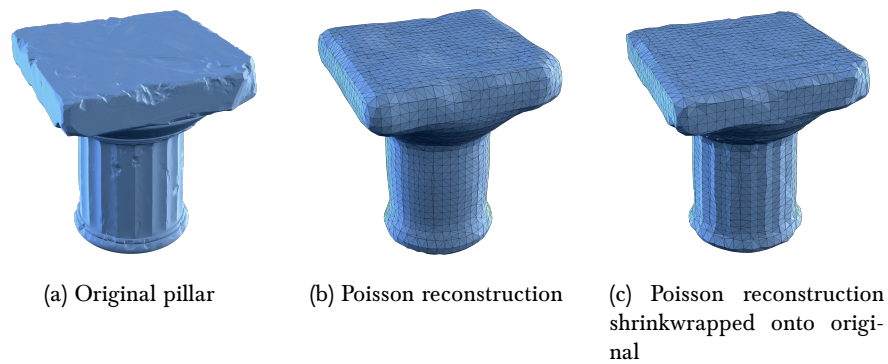 (a) Original pillar
(b) Poisson reconstruction
(c) Poisson reconstruction
shrinkwrapped onto origi-
nal